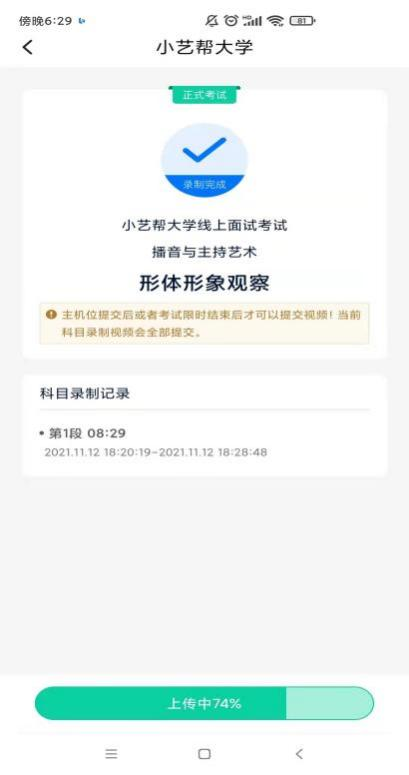 傍晚6:29
81
小艺帮大学
正式考试
录制完成
小艺帮大学线上面试考试
播音与主持艺术
形体形象观察
主机位提交后或者考试限时结束后才可以提交视频！当前
科目录制视频会全部提交。
科目录制记录
• 第1段 08:29
2021.11.12 18:20:19-2021.11.12 18:28:48
上传中74%